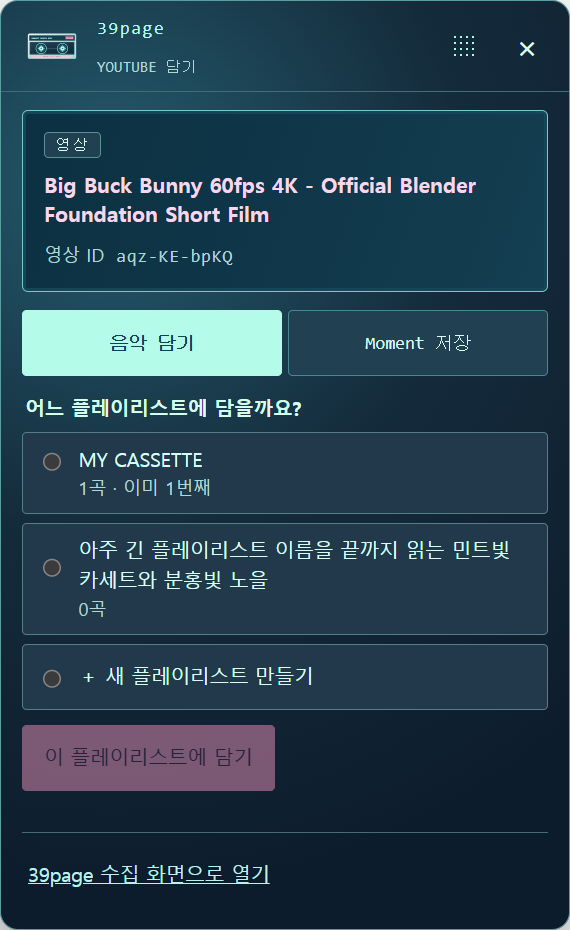 39page
YOUTUBE 담기
영상
Big Buck Bunny 60fps 4K - Official Blender
Foundation Short Film
영상 ID aqz-KE-bpKQ
음악 담기
Moment 저장
어느 플레이리스트에 담을까요?
MY CASSETTE
1곡 · 이미 1번째
아주 긴 플레이리스트 이름을 끝까지 읽는 민트빛
카세트와 분홍빛 노을
0곡
+ 새 플레이리스트 만들기
이 플레이리스트에 담기
39page 수집 화면으로 열기